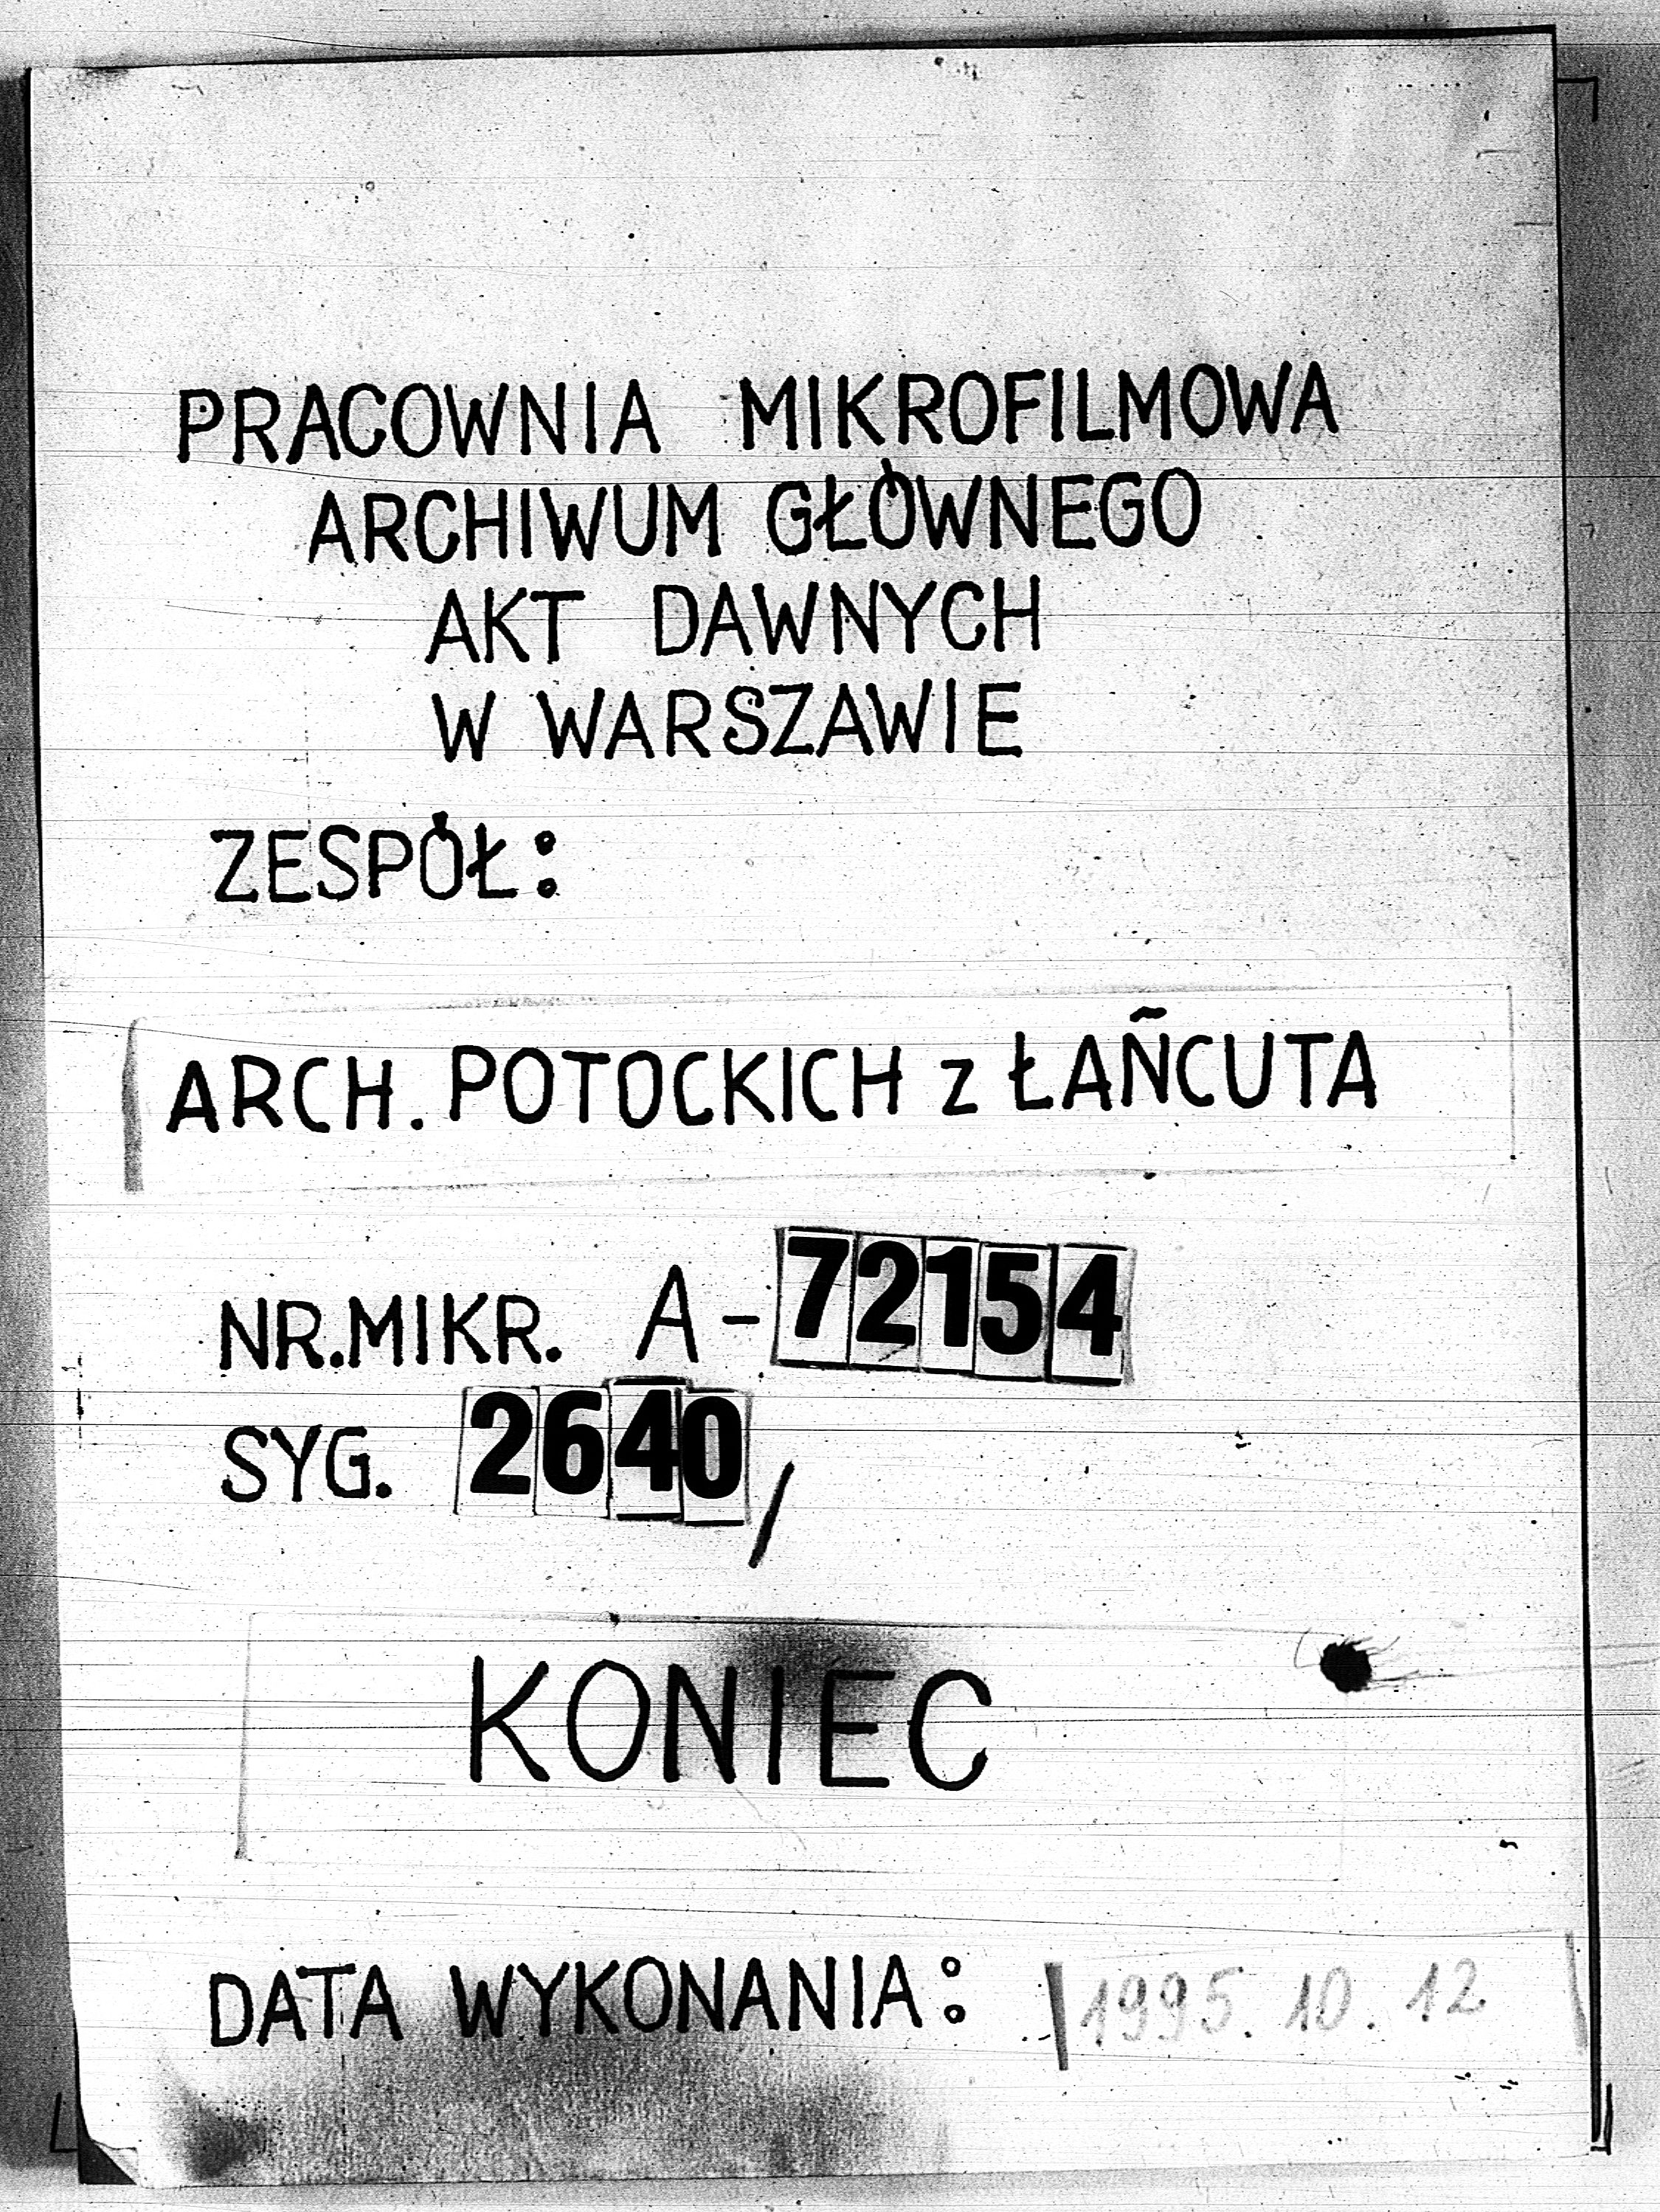 PRACOWNIA MIKROFILMOWA
ARCHIWUM GŁÓWNEGO
AKT DAWNYCH
W WARSZAWIE
ZESPÓŁ:
ARCH. POTOCKICH z ŁAŃCUTA
NR.MIKR. A-72154
SYG. 2640,
KONIEC
DATA WYKONANIA: 1995.10.12